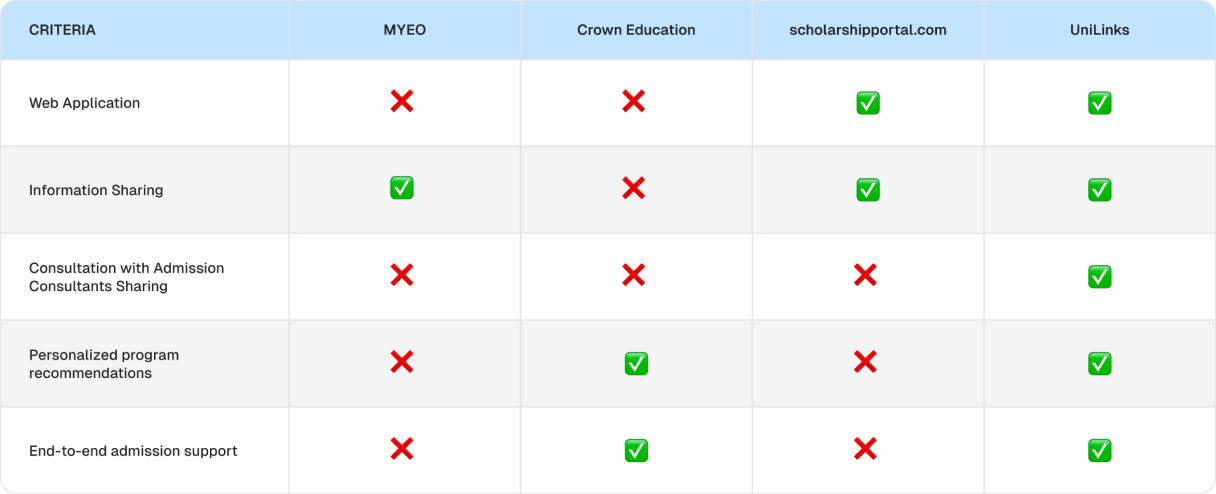 CRITERIA MYEO Crown Education scholarshipportal.com UniLinks
Web Application ❌ ❌ ✅ ✅
Information Sharing ✅ ❌ ✅ ✅
Consultation with Admission
Consultants Sharing ❌ ❌ ❌ ✅
Personalized program
recommendations ❌ ✅ ❌ ✅
End-to-end admission support ❌ ✅ ❌ ✅